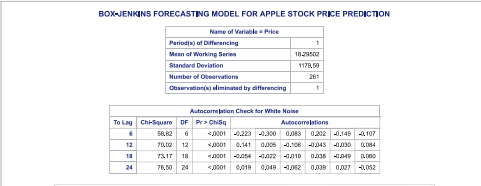 BOX-JENKINS FORECASTING MODEL FOR APPLE STOCK PRICE PREDICTION
Name of Variable = Price
Period(s) of Differencing 1
Mean of Working Series 18.29502
Standard Deviation 1179.59
Number of Observations 261
Observation(s) eliminated by differencing 1
Autocorrelation Check for White Noise
To Lag Chi-Square DF Pr > ChiSq Autocorrelations
6 58.82 6 <.0001 -0.223 -0.300 0.083 0.202 -0.149 -0.107
12 70.02 12 <.0001 0.141 0.005 -0.106 -0.043 -0.030 0.084
18 73.17 18 <.0001 -0.054 -0.022 -0.019 0.038 -0.049 0.060
24 76.50 24 <.0001 0.019 0.049 -0.062 0.039 0.027 -0.052